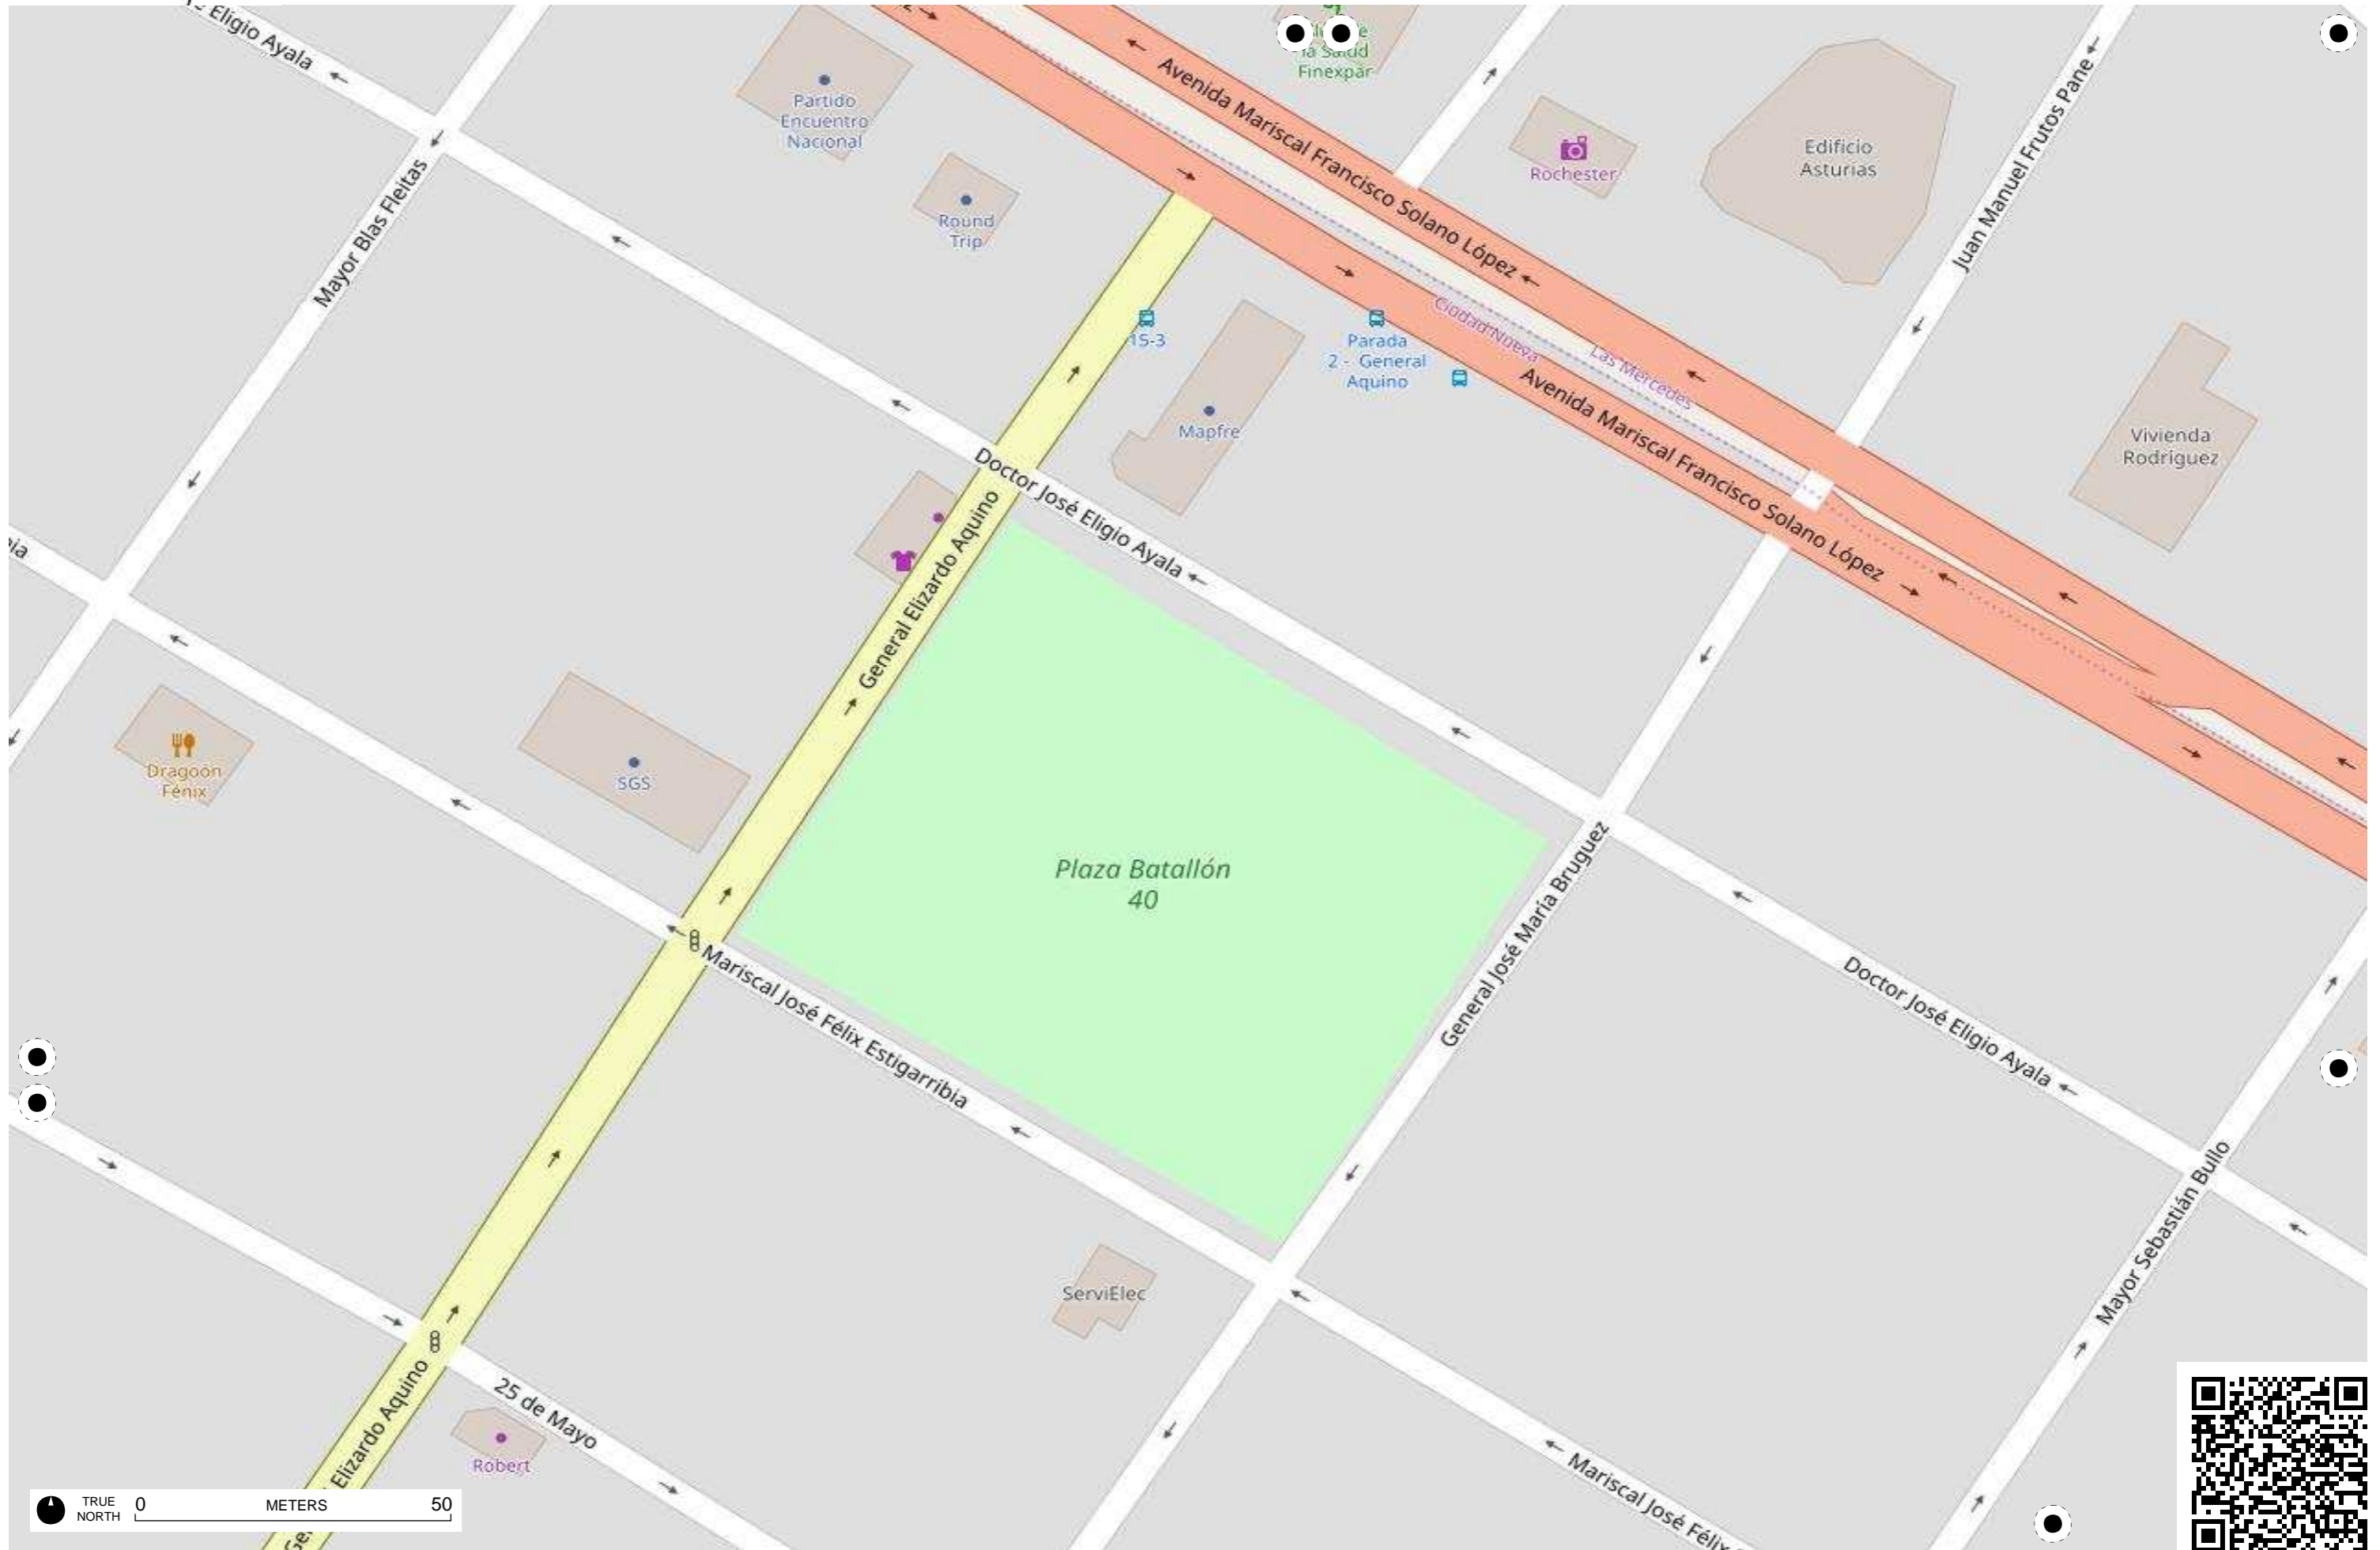 Eligio Ayala
Partido
Encuentro
Nacional
la Salud
Finexpar
Avenida Mariscal Francisco Solano López
Rochester
Edificio
Asturias
Juan Manuel Frutos Pane
Mayor Blas Fleitas
Round
Trip
15-3
Parada
2 - General
Aquino
Ciudad Nueva
Las Mercedes
Mapfre
Avenida Mariscal Francisco Solano López
Vivienda
Rodríguez
Doctor José Eligio Ayala
General Elizardo Aquino
Dragoón
Fénix
SGS
Plaza Batallón
40
General José María Bruguez
Mariscal José Félix Estigarribia
Doctor José Eligio Ayala
Mayor Sebastián Bullo
ServiElec
25 de Mayo
Elizardo Aquino
Robert
Mariscal José Félix
TRUE
NORTH
0 METERS 50